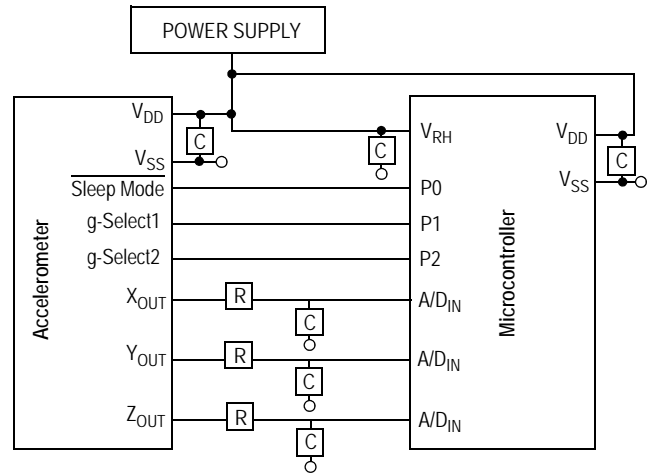 POWER SUPPLY
Accelerometer
VDD
C
VSS
Sleep Mode
g-Select1
g-Select2
XOUT
YOUT
ZOUT
R
C
R
C
R
C
C
Microcontroller
VRH
P0
P1
P2
A/DIN
A/DIN
A/DIN
VDD
VSS
C